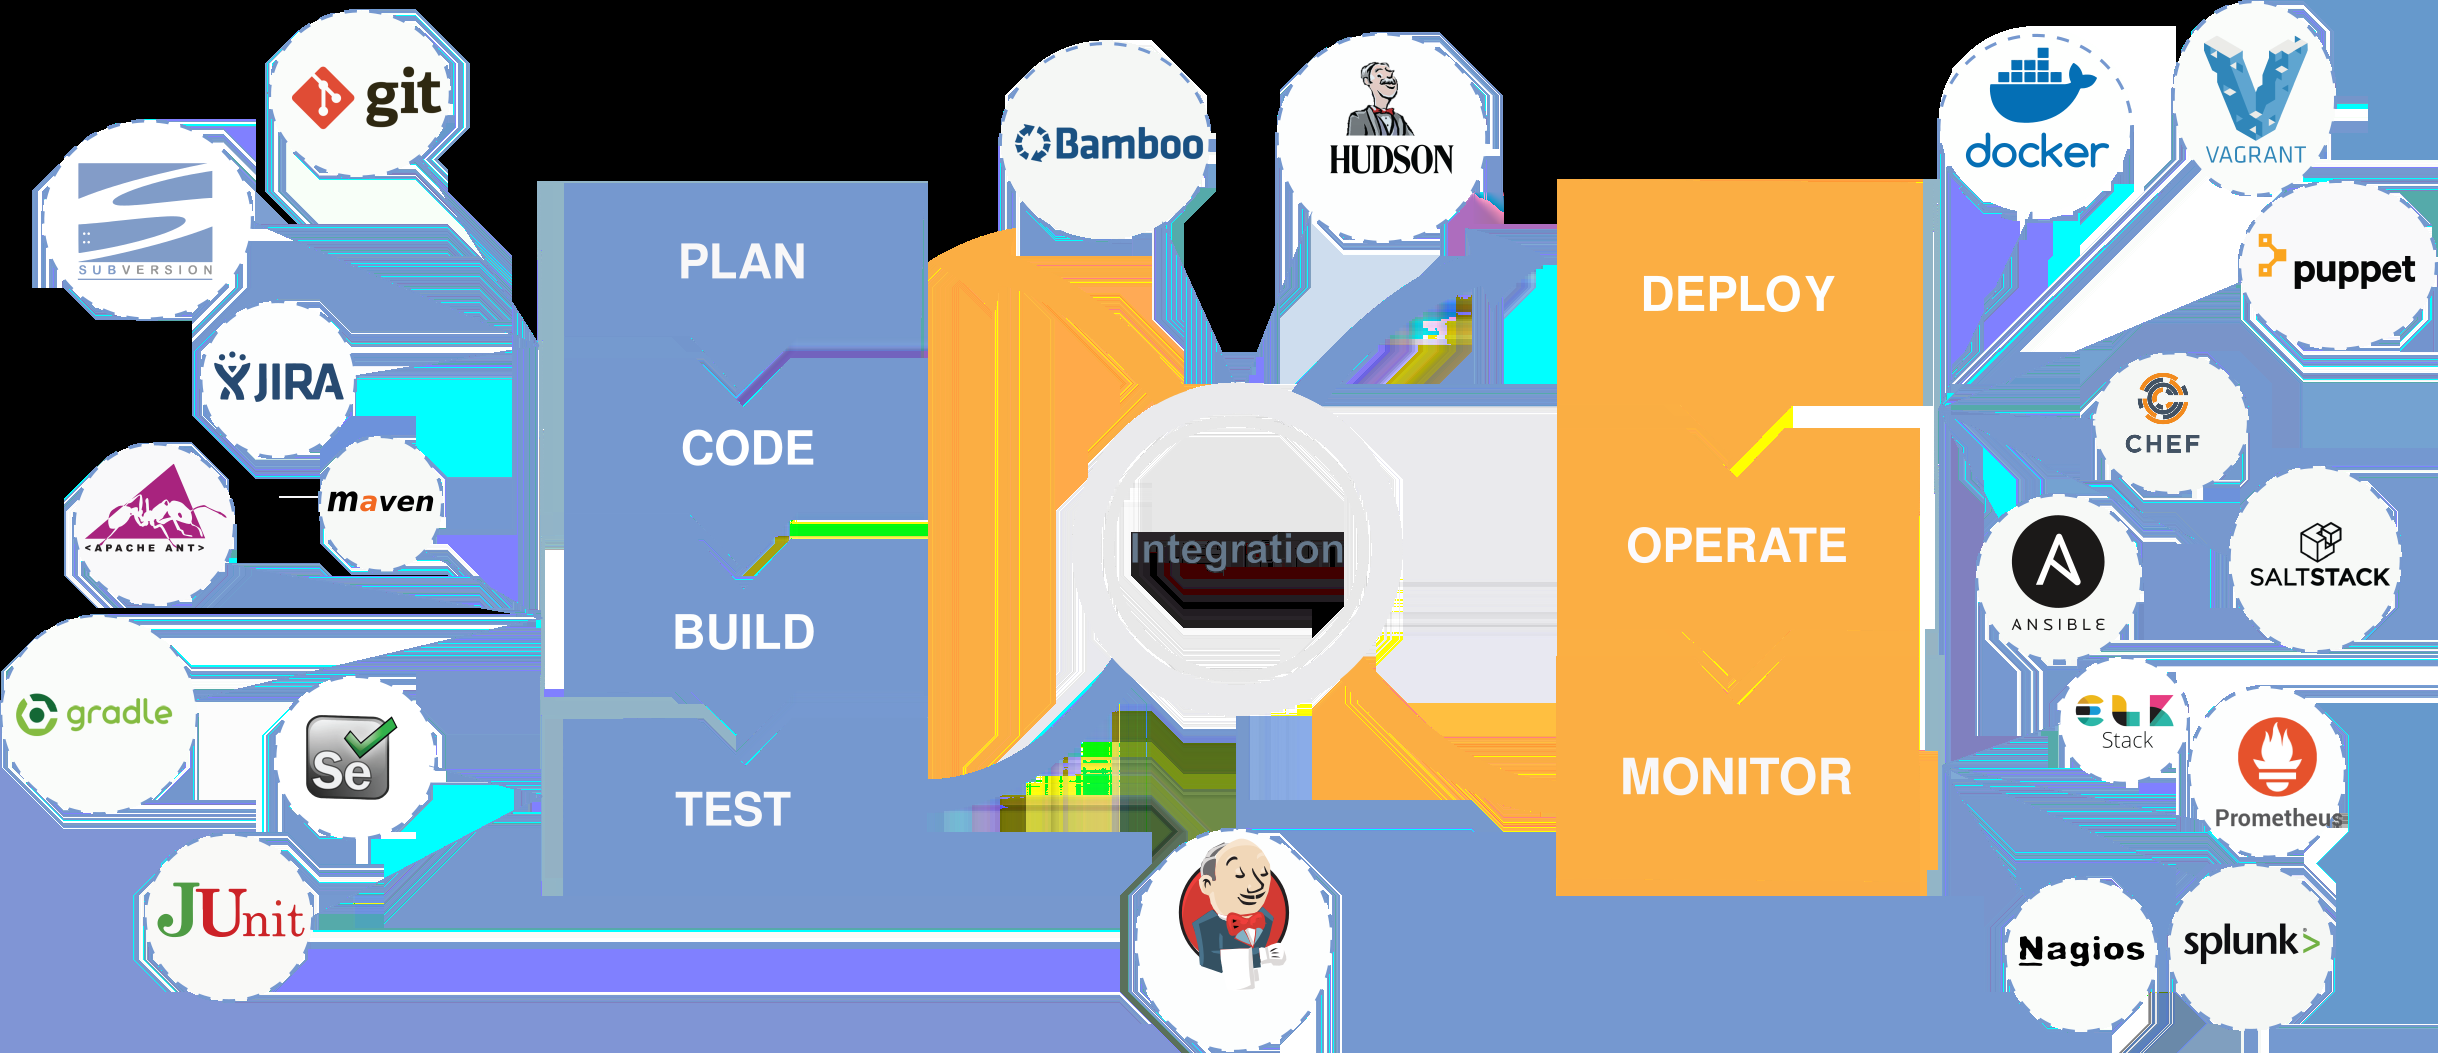 git
SUBVERSION
JIRA
<APACHE ANT>
maven
gradle
Se
JUnit
PLAN
CODE
BUILD
TEST
Bamboo
HUDSON
Integration
DEPLOY
OPERATE
MONITOR
docker
VAGRANT
puppet
CHEF
ANSIBLE
SALTSTACK
elk
Stack
Prometheus
Nagios
splunk>